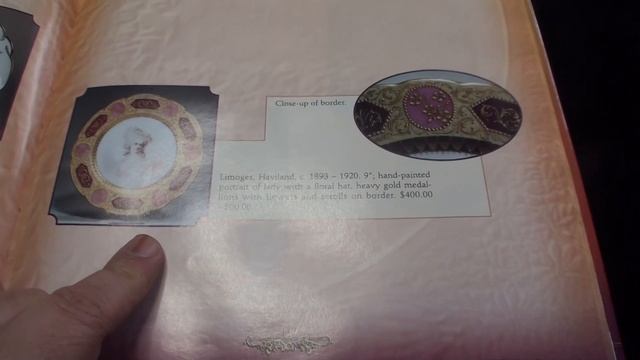 Close-up of border.
Limoges, Haviland, c. 1893 – 1920. 9"; hand-painted
portrait of lady with a floral hat, heavy gold medal-
lions with flowers and scrolls on border. $400.00